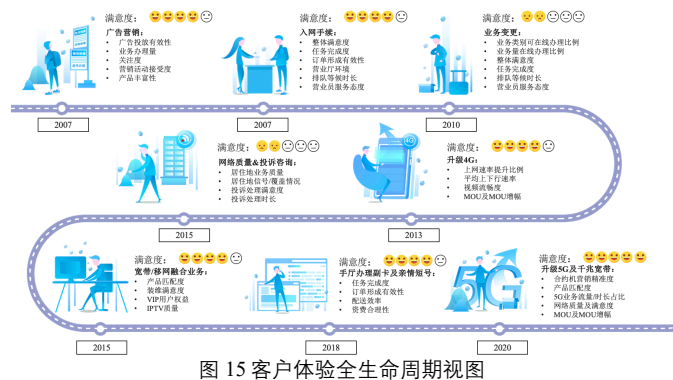 满意度：
广告营销：
• 广告投放有效性
• 业务办理量
• 关注度
• 营销活动接受度
• 产品丰富性
2007
满意度：
入网手续：
• 整体满意度
• 任务完成度
• 订单形成有效性
• 营业厅环境
• 排队等候时长
• 营业员服务态度
2007
满意度：
业务变更：
• 业务类别可在线办理比例
• 业务量在线办理比例
• 整体满意度
• 任务完成度
• 排队等候时长
• 营业员服务态度
2010
满意度：
网络质量&投诉咨询：
• 居住地业务质量
• 居住地信号/覆盖情况
• 投诉处理满意度
• 投诉处理时长
2015
4G
满意度：
升级4G：
• 上网速率提升比例
• 平均上下行速率
• 视频流畅度
• MOU及MOU增幅
2013
满意度：
宽带/移网融合业务：
• 产品匹配度
• 装维满意度
• VIP用户权益
• IPTV质量
2015
满意度：
手厅办理副卡及亲情短号：
• 任务完成度
• 订单形成有效性
• 配送效率
• 资费合理性
2018
5G
满意度：
升级5G及千兆宽带：
• 合约机营销精准度
• 产品匹配度
• 5G业务流量/时长占比
• 网络质量及满意度
• MOU及MOU增幅
2020
图 15 客户体验全生命周期视图